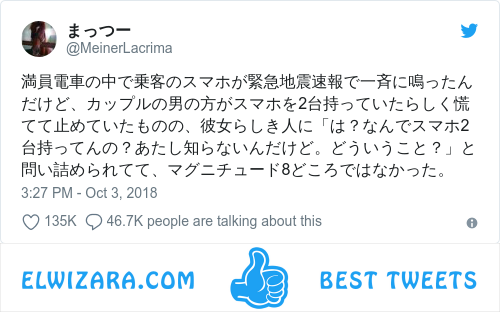 まっつー
@MeinerLacrima
満員電車の中で乗客のスマホが緊急地震速報で一斉に鳴ったん
だけど、カップルの男の方がスマホを2台持っていたらしく慌
てて止めていたものの、彼女らしき人に「は？なんでスマホ2
台持ってんの？あたし知らないんだけど。どういうこと？」と
問い詰められてて、マグニチュード8どころではなかった。
3:27 PM - Oct 3, 2018
135K 46.7K people are talking about this
ELWIZARA.COM BEST TWEETS